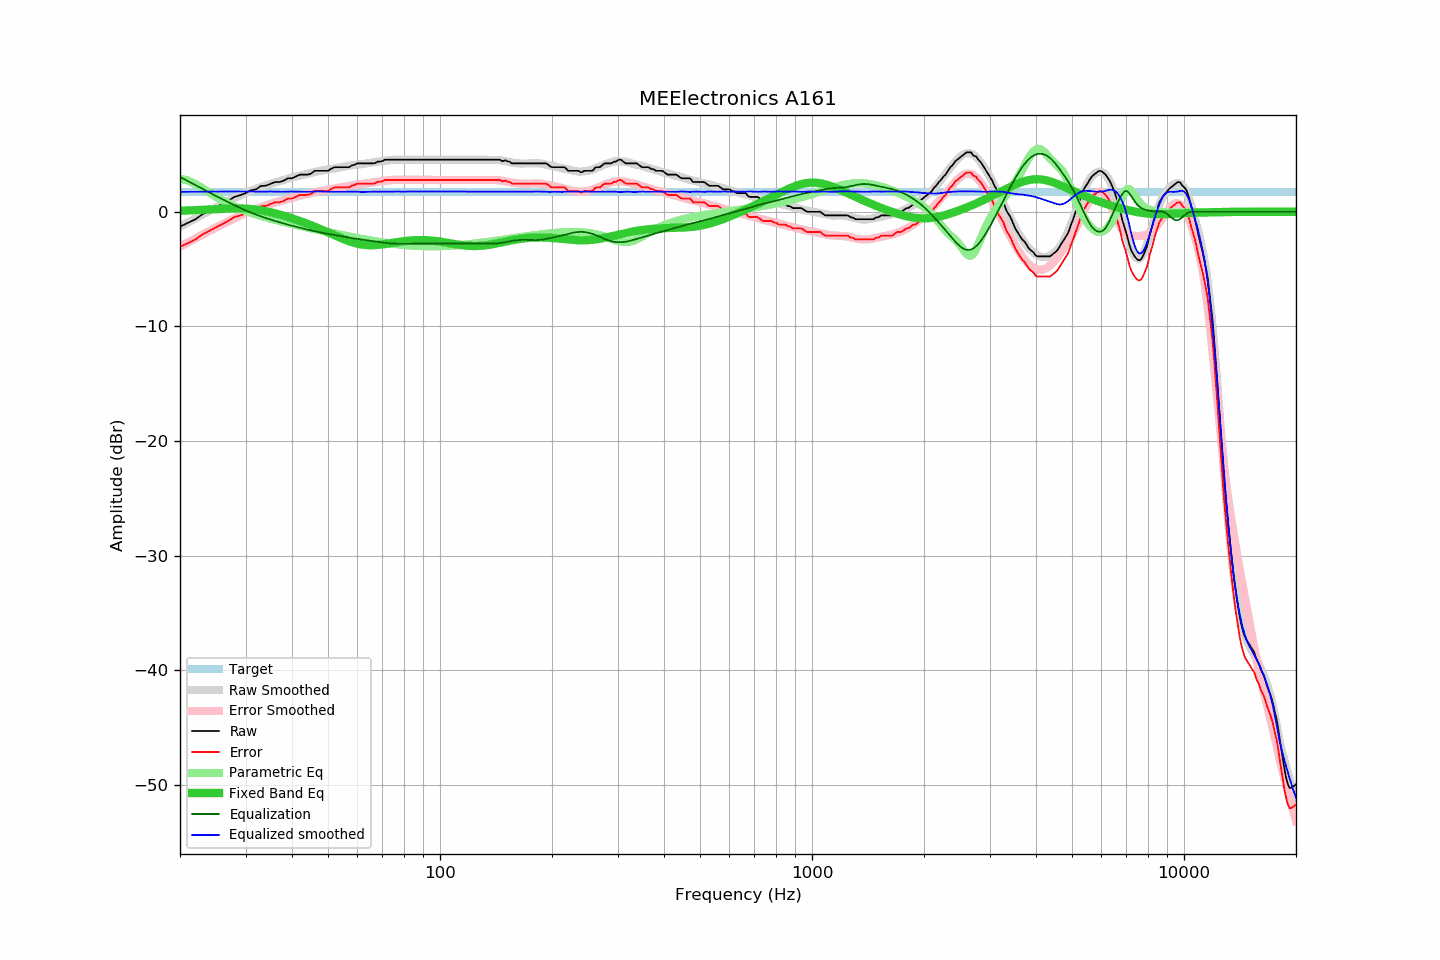 MEElectronics A161
Amplitude (dBr)
0
−10
−20
−30
−40
−50
Target
Raw Smoothed
Error Smoothed
Raw
Error
Parametric Eq
Fixed Band Eq
Equalization
Equalized smoothed
100 1000 10000
Frequency (Hz)